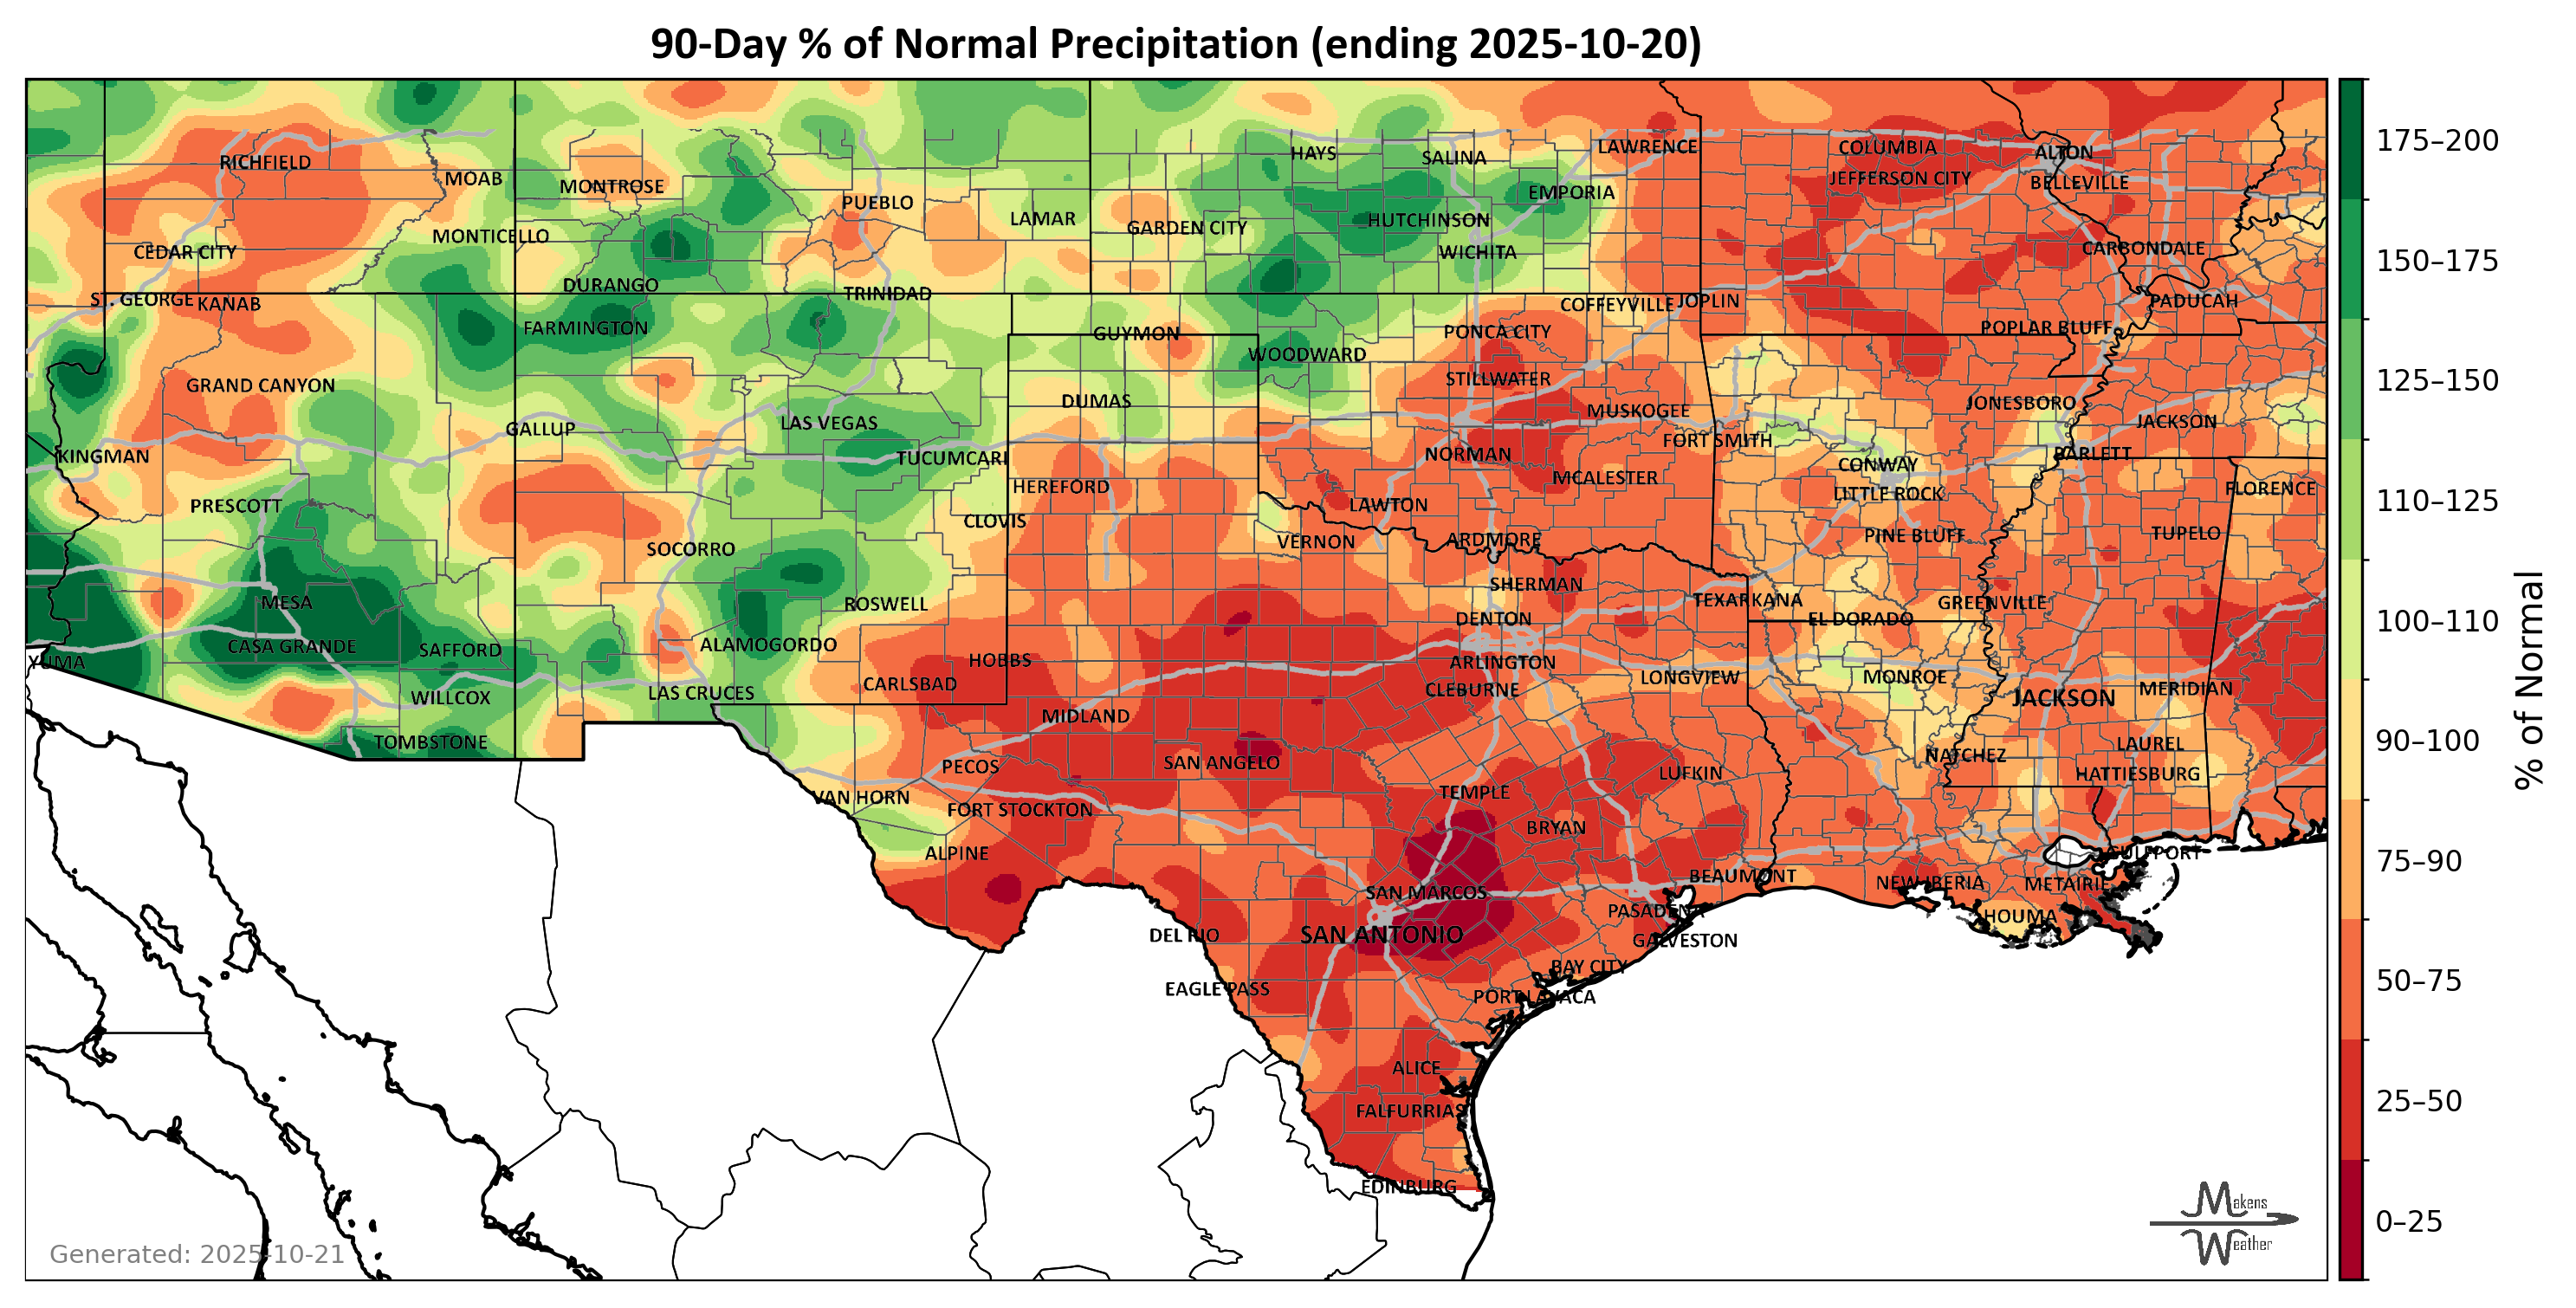 90-Day % of Normal Precipitation (ending 2025-10-20)
HAYS
SALINA
LAWRENCE
COLUMBIA
ALTON
RICHFIELD
MOAB
MONTROSE
JEFFERSON CITY
BELLEVILLE
PUEBLO
EMPORIA
LAMAR
GARDEN CITY
HUTCHINSON
MONTICELLO
CEDAR CITY
WICHITA
CARBONDALE
DURANGO
TRINIDAD
ST. GEORGE
KANAB
COFFEYVILLE
JOPLIN
PADUCAH
FARMINGTON
GUYMON
PONCA CITY
POPLAR BLUFF
WOODWARD
GRAND CANYON
STILLWATER
DUMAS
MUSKOGEE
JONESBORO
JACKSON
LAS VEGAS
GALLUP
FORT SMITH
KINGMAN
TUCUMCARI
NORMAN
BARLETT
CONWAY
HEREFORD
MCALESTER
LITTLE ROCK
FLORENCE
PRESCOTT
LAWTON
CLOVIS
SOCORRO
VERNON
ARDMORE
PINE BLUFF
TUPELO
SHERMAN
MESA
ROSWELL
TEXARKANA
GREENVILLE
DENTON
EL DORADO
CASA GRANDE
SAFFORD
ALAMOGORDO
YUMA
HOBBS
ARLINGTON
CARLSBAD
CLEBURNE
LONGVIEW
MONROE
WILLCOX
LAS CRUCES
JACKSON
MERIDIAN
MIDLAND
TOMBSTONE
LAUREL
PECOS
SAN ANGELO
NATCHEZ
LUFKIN
HATTIESBURG
VAN HORN
FORT STOCKTON
TEMPLE
BRYAN
ALPINE
GULFPORT
SAN MARCOS
BEAUMONT
NEW IBERIA
METAIRIE
PASADENA
HOUMA
DEL RIO
SAN ANTONIO
GALVESTON
BAY CITY
EAGLE PASS
PORT LAVACA
ALICE
FALFURRIAS
EDINBURG
175–200
150–175
125–150
110–125
100–110
90–100
75–90
50–75
25–50
0–25
% of Normal
Generated: 2025-10-21
Makens
Weather